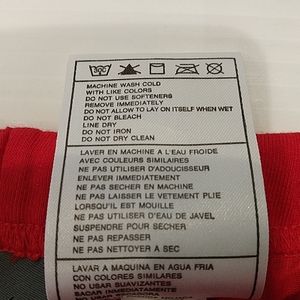 MACHINE WASH COLD
WITH LIKE COLORS
DO NOT USE SOFTENERS
REMOVE IMMEDIATELY
DO NOT ALLOW TO LAY ON ITSELF WHEN WET
DO NOT BLEACH
LINE DRY
DO NOT IRON
DO NOT DRY CLEAN
LAVER EN MACHINE A L'EAU FROIDE
AVEC COULEURS SIMILAIRES
NE PAS UTILISER D'ADOUCISSEUR
ENLEVER IMMEDIATEMENT
NE PAS SECHER EN MACHINE
NE PAS LAISSER LE VETEMENT PLIE
LORSQU'IL EST MOUILLE
NE PAS UTILISER D'EAU DE JAVEL
SUSPENDRE POUR SECHER
NE PAS REPASSER
NE PAS NETTOYER A SEC
LAVAR A MAQUINA EN AGUA FRIA
CON COLORES SIMILARES
NO USAR SUAVIZANTES
SACAR INMEDIATAMENTE